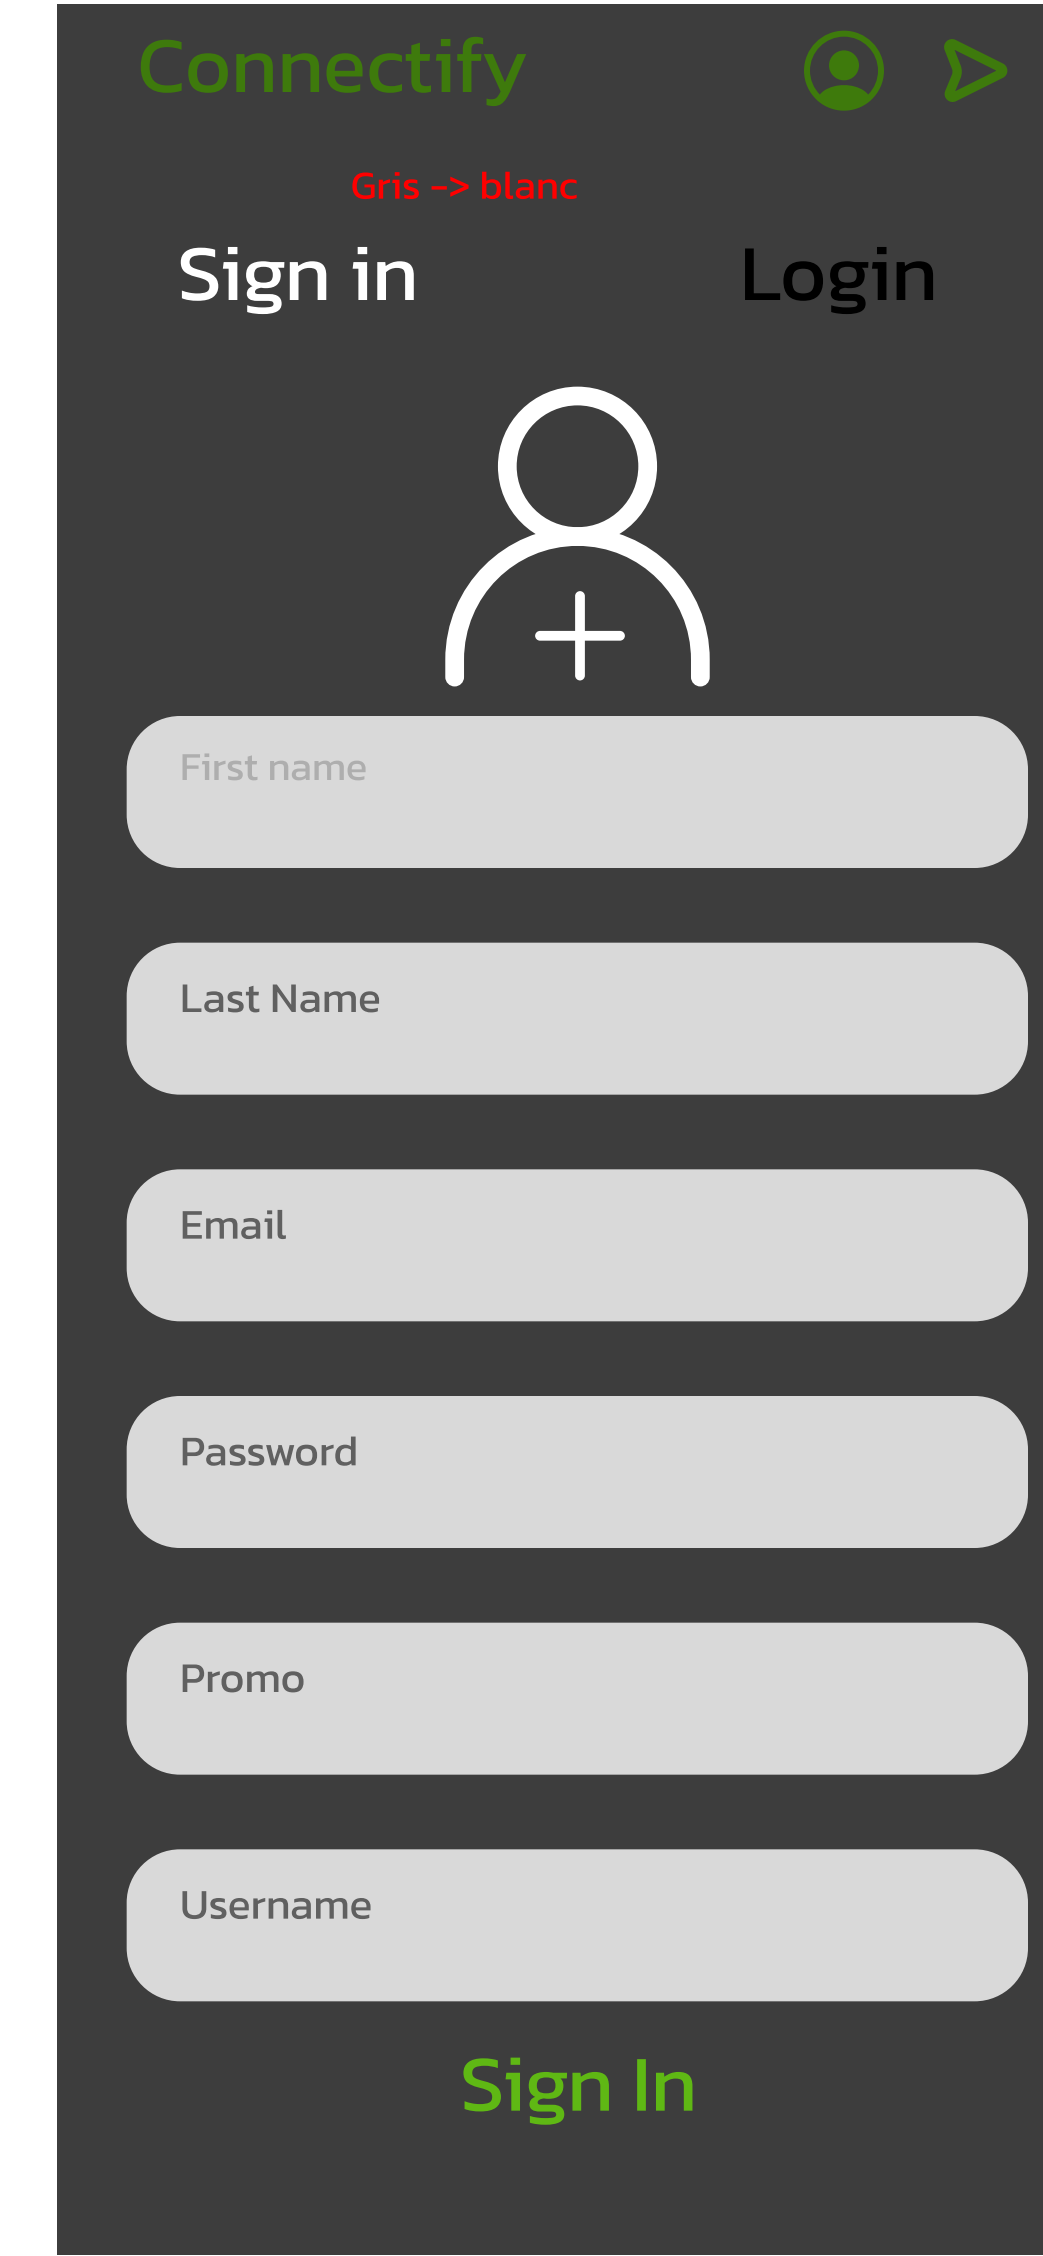 Connectify
Gris -> blanc
Sign in
Login
First name
Last Name
Email
Password
Promo
Username
Sign In